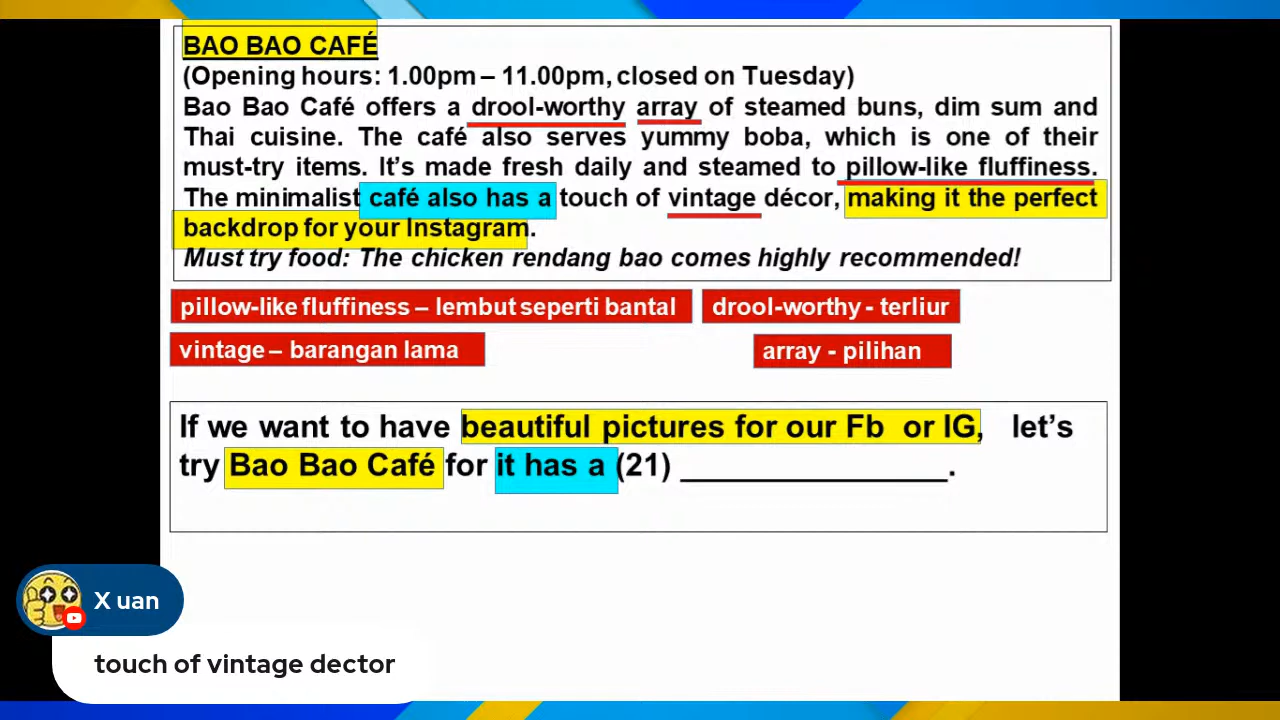 BAO BAO CAFÉ
(Opening hours: 1.00pm – 11.00pm, closed on Tuesday)
Bao Bao Café offers a drool-worthy array of steamed buns, dim sum and
Thai cuisine. The café also serves yummy boba, which is one of their
must-try items. It's made fresh daily and steamed to pillow-like fluffiness.
The minimalist café also has a touch of vintage décor, making it the perfect
backdrop for your Instagram.
Must try food: The chicken rendang bao comes highly recommended!
pillow-like fluffiness – lembut seperti bantal
drool-worthy - terliur
vintage – barangan lama
array - pilihan
If we want to have beautiful pictures for our Fb or IG, let's
try Bao Bao Café for it has a (21) _______________.
X uan
touch of vintage dector